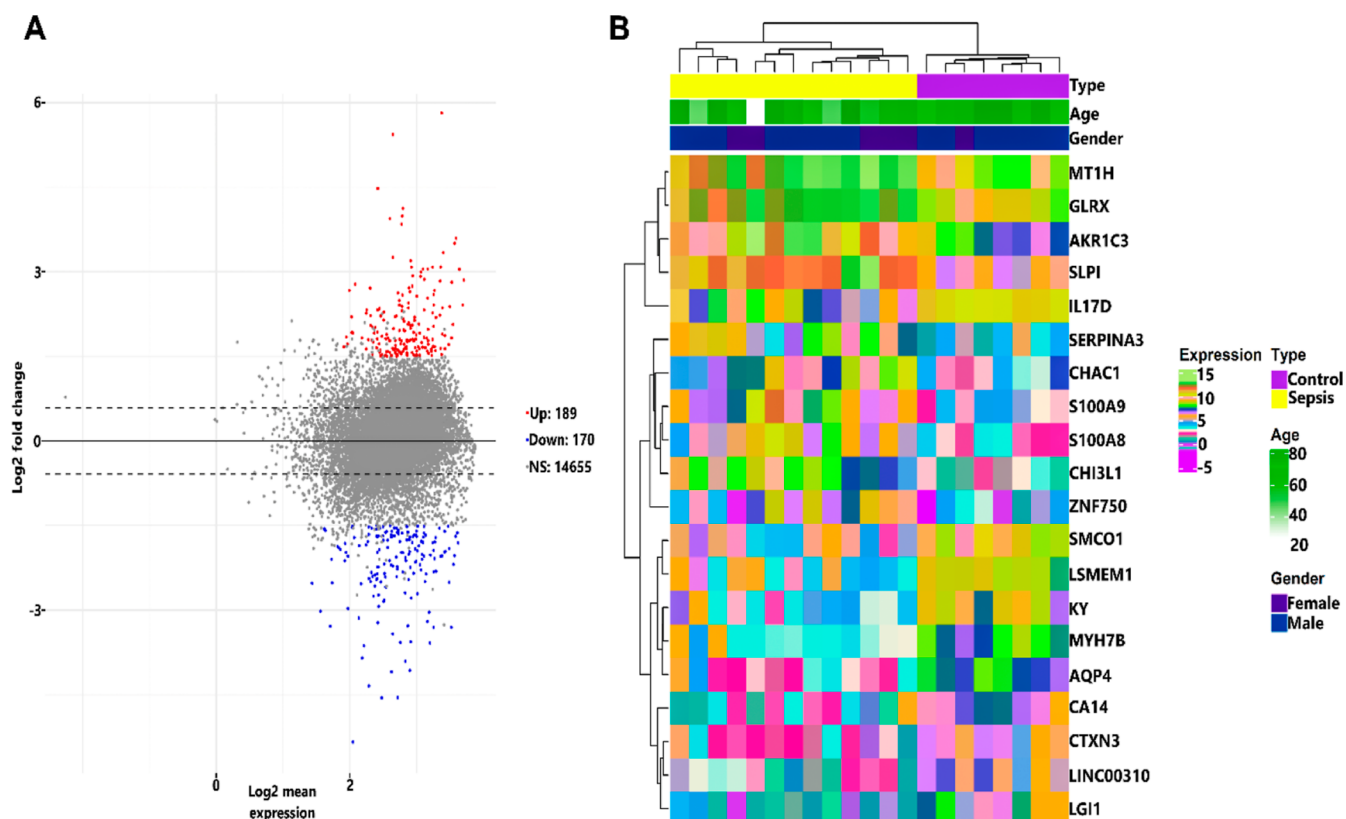 A
6
3
0
-3
Log2 fold change
0
2
Log2 mean
expression
Up: 189
Down: 170
NS: 14655
B
Type
Age
Gender
MT1H
GLRX
AKR1C3
SLPI
IL17D
SERPINA3
CHAC1
S100A9
S100A8
CHI3L1
ZNF750
SMCO1
LSMEM1
KY
MYH7B
AQP4
CA14
CTXN3
LINC00310
LGI1
Expression
15
10
5
0
-5
Type
Control
Sepsis
Age
80
60
40
20
Gender
Female
Male